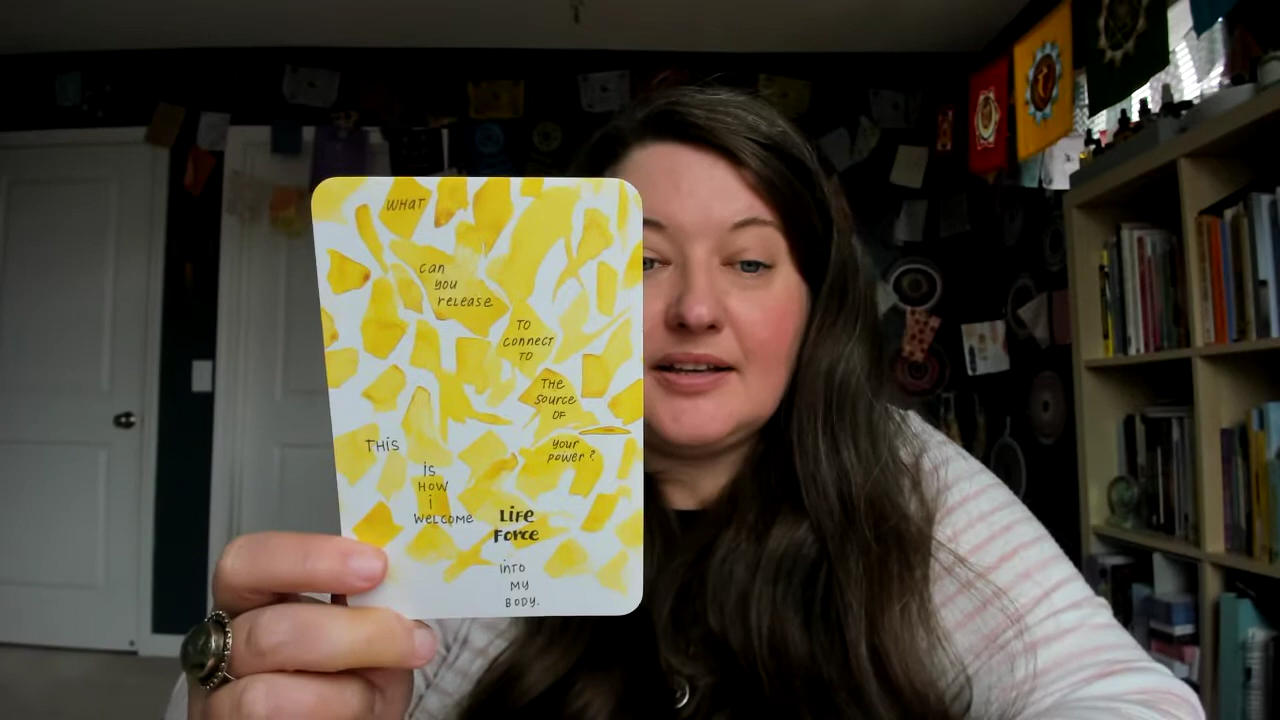 WHAT
can
you
release
TO
connect
TO
THE
source
OF
your
power?
THIS
is
HOW
i
WELCOME
LIFE
FORCE
inTO
MY
BODY.